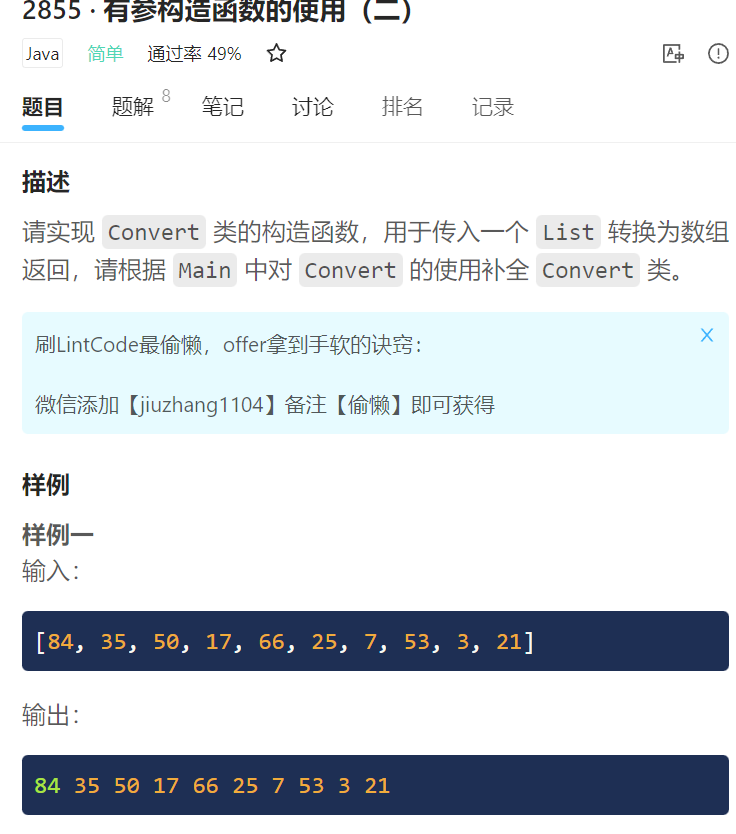 2855 · 有参构造函数的使用（二）
Java 简单 通过率 49%
题目 题解 8 笔记 讨论 排名 记录
描述
请实现 Convert 类的构造函数，用于传入一个 List 转换为数组
返回，请根据 Main 中对 Convert 的使用补全 Convert 类。
刷LintCode最偷懒，offer拿到手软的诀窍：
微信添加【jiuzhang1104】备注【偷懒】即可获得
样例
样例一
输入：
[84, 35, 50, 17, 66, 25, 7, 53, 3, 21]
输出：
84 35 50 17 66 25 7 53 3 21